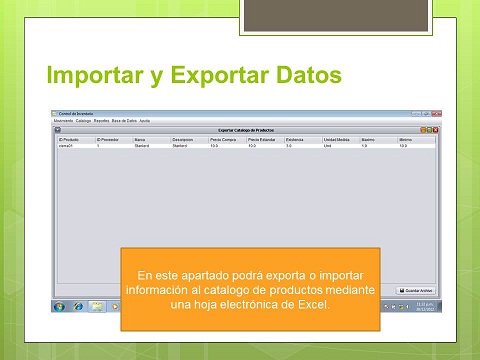 Importar y Exportar Datos
Control de Inventario
Movimiento Catalogo Reportes Base de Datos Ayuda
Exportar Catalogo de Productos
ID Producto ID Proveedor Marca Descripcion Precio Compra Precio Estándar Existencia Unidad Medida Maximo Minimo
1 Standard Standard 10.0 10.0 5.0 Unid 1.0 10.0
Guardar Archivo
En este apartado podrá exporta o importar
información al catalogo de productos mediante
una hoja electrónica de Excel.